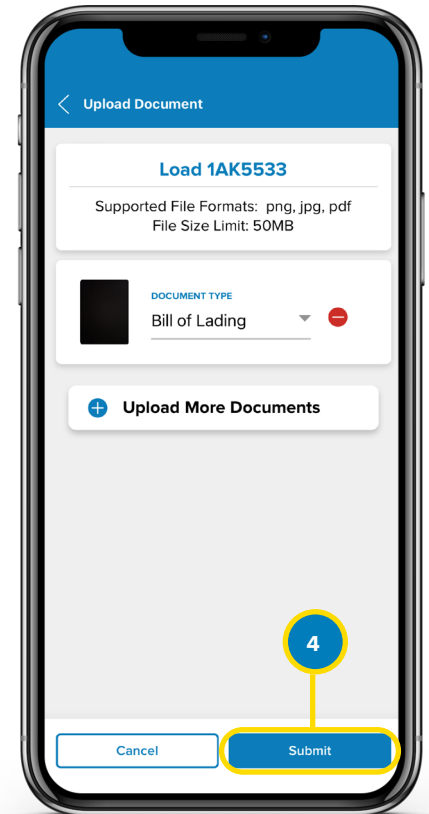 Upload Document
Load 1AK5533
Supported File Formats: png, jpg, pdf
File Size Limit: 50MB
DOCUMENT TYPE
Bill of Lading
Upload More Documents
4
Cancel
Submit